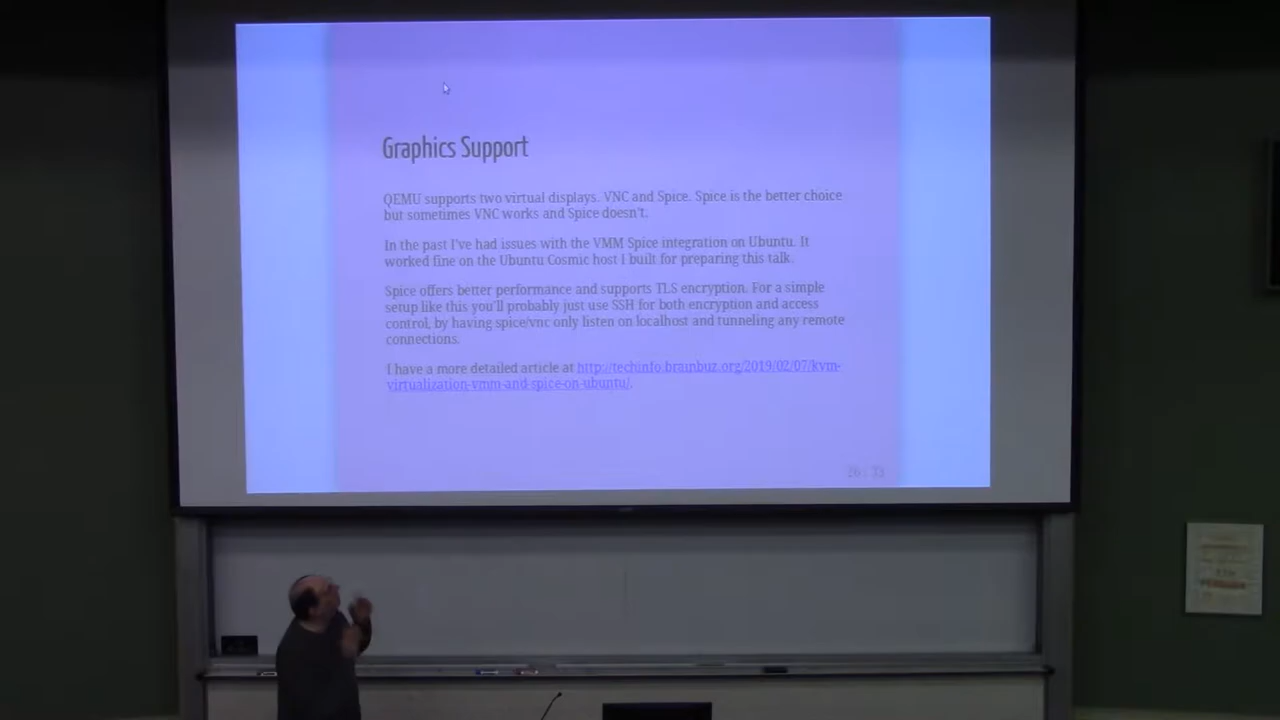 Graphics Support
QEMU supports two virtual displays. VNC and Spice. Spice is the better choice
but sometimes VNC works and Spice doesn't.
In the past I've had issues with the VMM Spice integration on Ubuntu. It
worked fine on the Ubuntu Cosmic host I built for preparing this talk.
Spice offers better performance and supports TLS encryption. For a simple
setup like this you'll probably just use SSH for both encryption and access
control, by having spice/vnc only listen on localhost and tunneling any remote
connections.
I have a more detailed article at http://techinfo.brainbuz.org/2019/02/07/kvm-
virtualization-vmm-and-spice-on-ubuntu/.